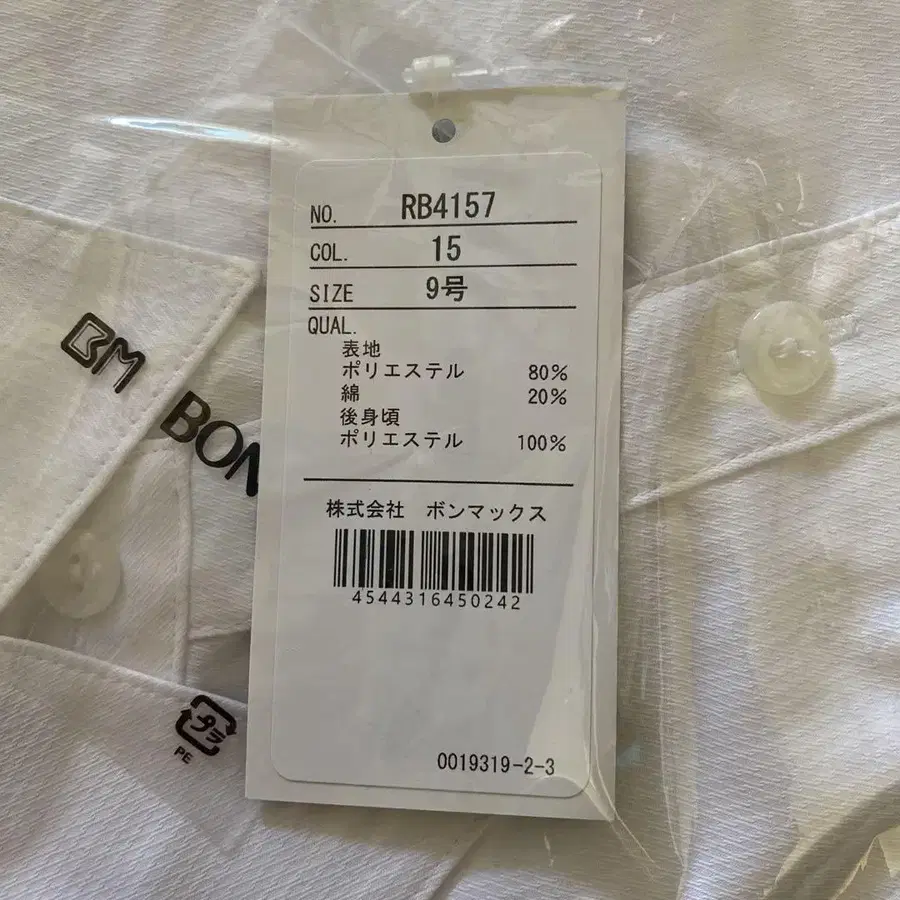 NO. RB4157
COL. 15
SIZE 9号
QUAL.
表地
ポリエステル 80%
綿 20%
後身頃
ポリエステル 100%
株式会社 ボンマックス
4544316450242
0019319-2-3
BM
BON
プラ
PE